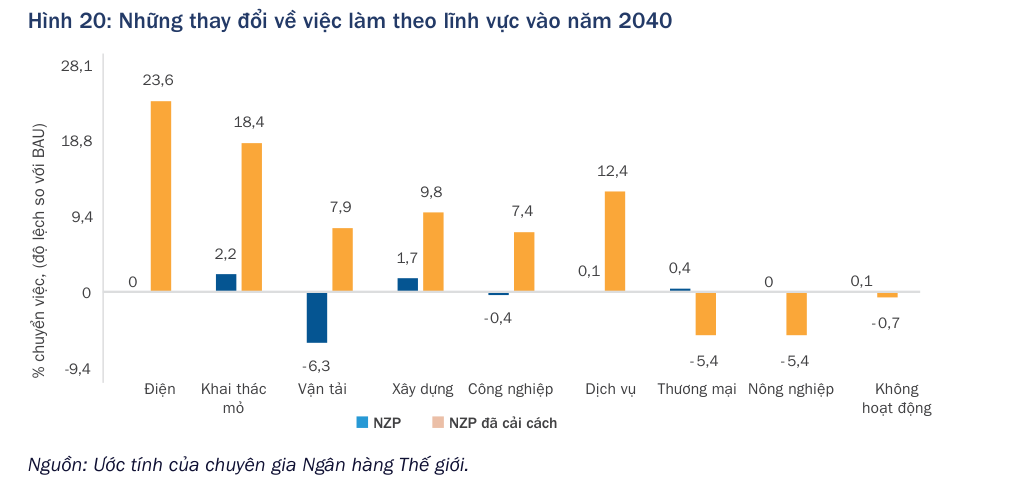 Hình 20: Những thay đổi về việc làm theo lĩnh vực vào năm 2040
% chuyển việc, (độ lệch so với BAU)
28,1
18,8
9,4
0
-9,4
0
23,6
2,2
18,4
-6,3
7,9
1,7
9,8
-0,4
7,4
0,1
12,4
0,4
-5,4
0
-5,4
0,1
-0,7
Điện
Khai thác
mỏ
Vận tải
Xây dựng
Công nghiệp
Dịch vụ
Thương mại
Nông nghiệp
Không
hoạt động
NZP
NZP đã cải cách
Nguồn: Ước tính của chuyên gia Ngân hàng Thế giới.